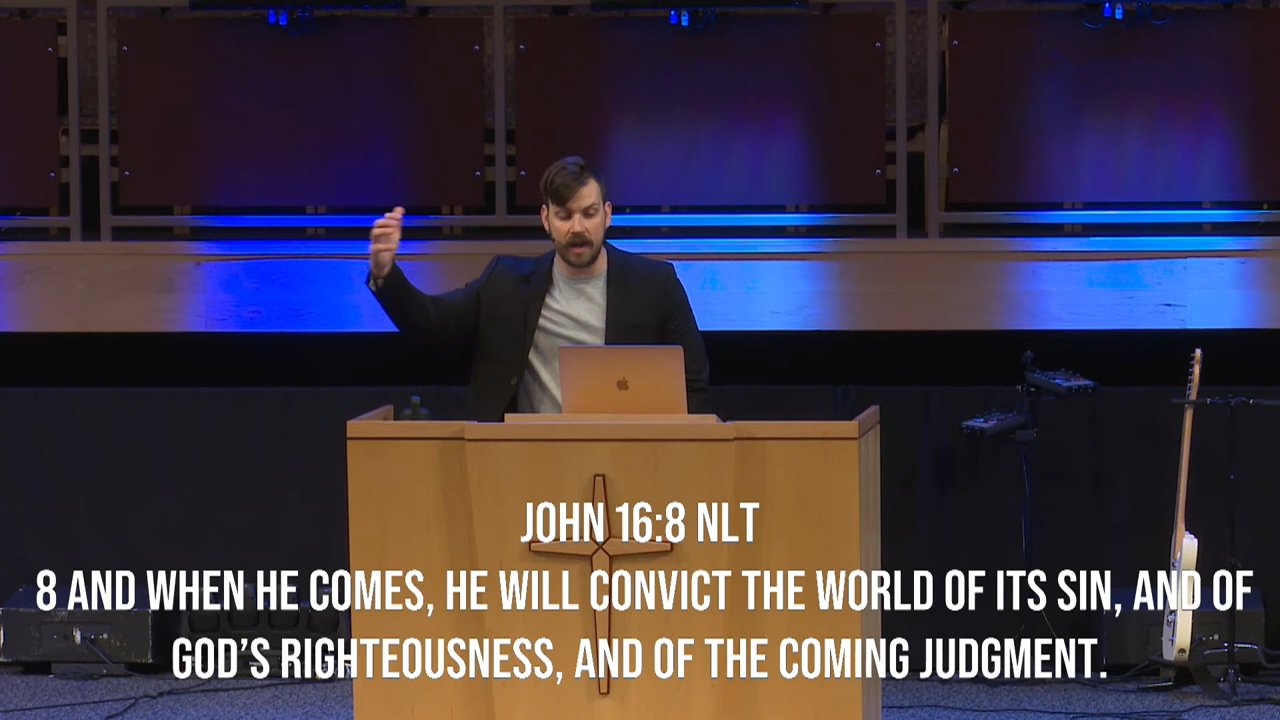 JOHN 16:8 NLT
8 AND WHEN HE COMES, HE WILL CONVICT THE WORLD OF ITS SIN, AND OF
GOD’S RIGHTEOUSNESS, AND OF THE COMING JUDGMENT.